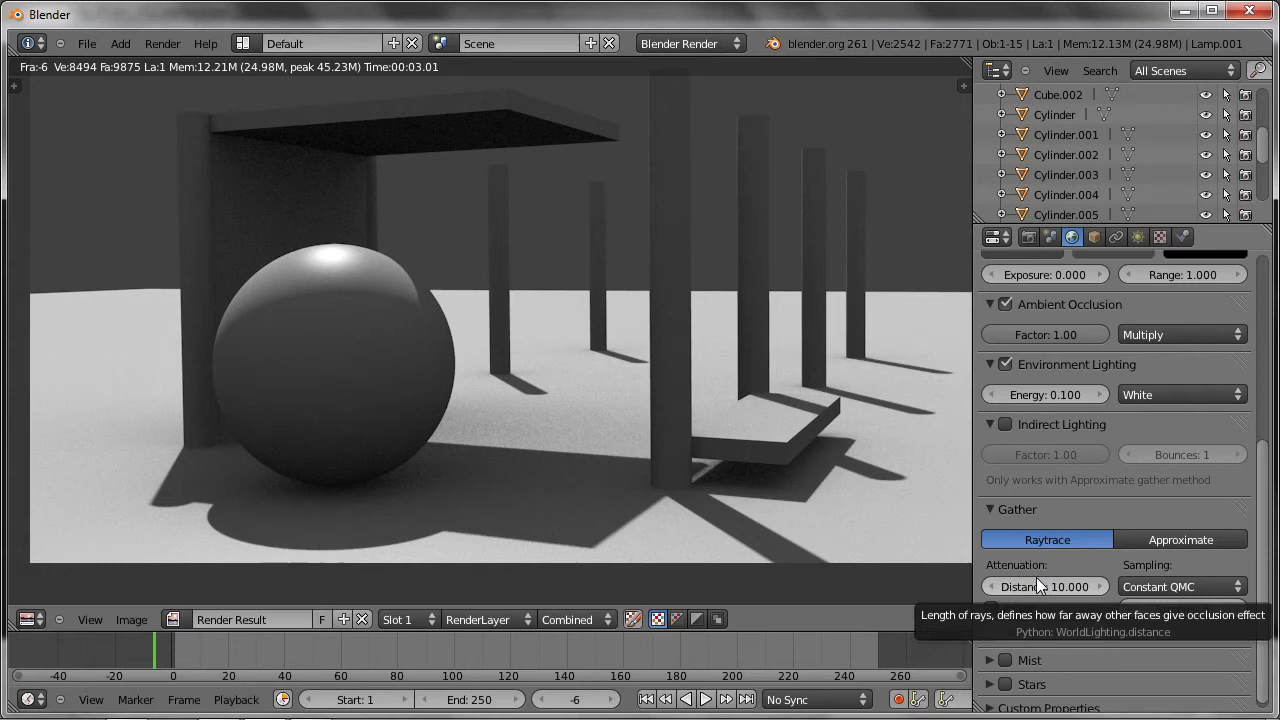 Blender
File Add Render Help Default Scene Blender Render blender.org 261 | Ve:2542 | Fa:2771 | Ob:1-15 | La:1 | Mem:12.13M (24.98M) | Lamp.001
Fra:-6 Ve:8494 Fa:9875 La:1 Mem:12.21M (24.98M, peak 45.23M) Time:00:03.01
View Search All Scenes
Cube.002
Cylinder
Cylinder.001
Cylinder.002
Cylinder.003
Cylinder.004
Cylinder.005
Exposure: 0.000 Range: 1.000
Ambient Occlusion
Factor: 1.00 Multiply
Environment Lighting
Energy: 0.100 White
Indirect Lighting
Factor: 1.00 Bounces: 1
Only works with Approximate gather method
Gather
Raytrace Approximate
Attenuation: Sampling:
Distance: 10.000 Constant QMC
Length of rays, defines how far away other faces give occlusion effect
Python: WorldLighting.distance
Mist
Stars
Custom Properties
View Image Render Result F Slot 1 RenderLayer Combined
-40 -20 0 20 40 60 80 100 120 140 160 180 200 220 240 260
View Marker Frame Playback Start: 1 End: 250 -6 No Sync